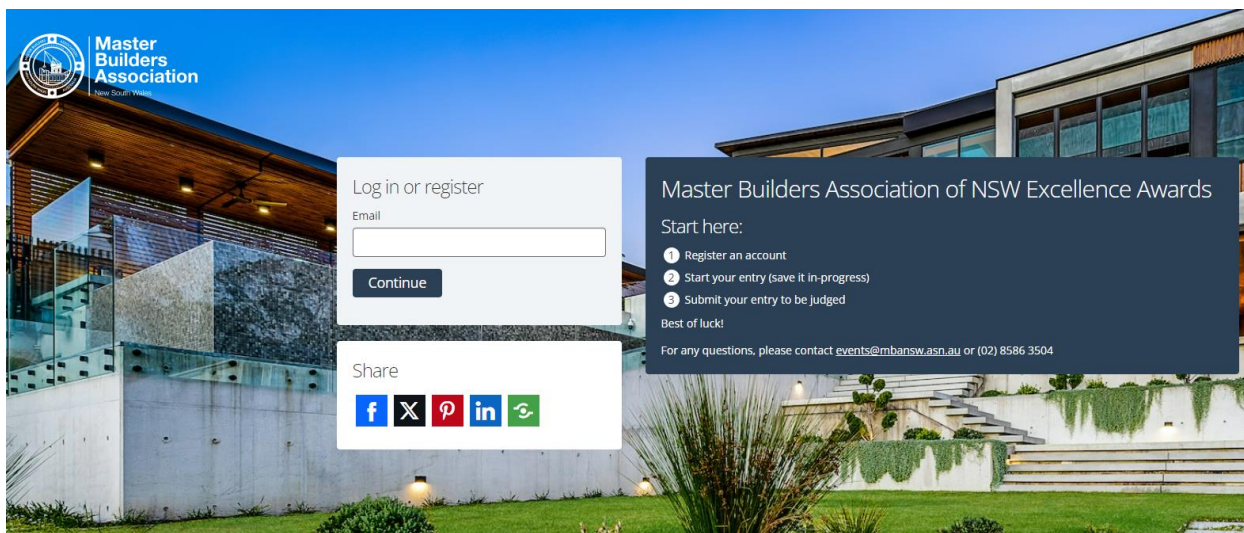 Master
Builders
Association
New South Wales
Log in or register
Email
Continue
Share
Master Builders Association of NSW Excellence Awards
Start here:
1 Register an account
2 Start your entry (save it in-progress)
3 Submit your entry to be judged
Best of luck!
For any questions, please contact events@mbansw.asn.au or (02) 8586 3504